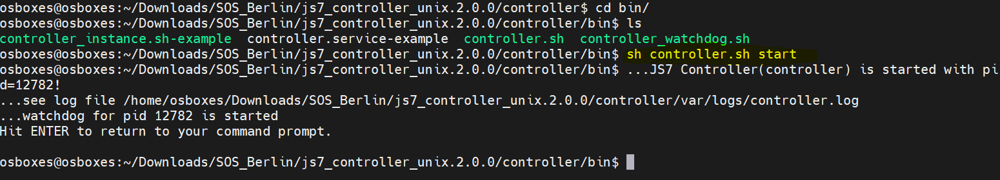 osboxes@osboxes:~/Downloads/SOS_Berlin/js7_controller_unix.2.0.0/controller$ cd bin/
osboxes@osboxes:~/Downloads/SOS_Berlin/js7_controller_unix.2.0.0/controller/bin$ ls
controller_instance.sh-example  controller.service-example  controller.sh  controller_watchdog.sh
osboxes@osboxes:~/Downloads/SOS_Berlin/js7_controller_unix.2.0.0/controller/bin$ sh controller.sh start
osboxes@osboxes:~/Downloads/SOS_Berlin/js7_controller_unix.2.0.0/controller/bin$ ...JS7 Controller(controller) is started with pi
d=12782!
...see log file /home/osboxes/Downloads/SOS_Berlin/js7_controller_unix.2.0.0/controller/var/logs/controller.log
...watchdog for pid 12782 is started
Hit ENTER to return to your command prompt.
osboxes@osboxes:~/Downloads/SOS_Berlin/js7_controller_unix.2.0.0/controller/bin$